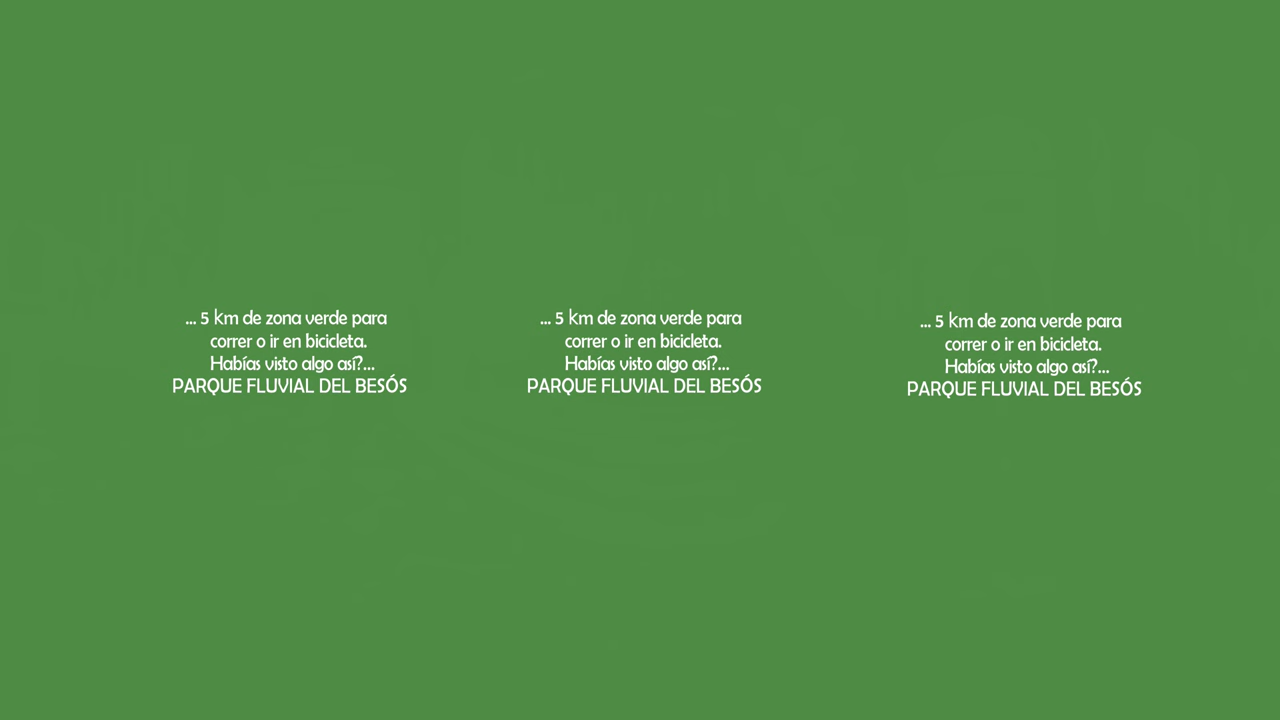 ... 5 km de zona verde para
correr o ir en bicicleta.
Habías visto algo así?...
PARQUE FLUVIAL DEL BESÓS
... 5 km de zona verde para
correr o ir en bicicleta.
Habías visto algo así?...
PARQUE FLUVIAL DEL BESÓS
... 5 km de zona verde para
correr o ir en bicicleta.
Habías visto algo así?...
PARQUE FLUVIAL DEL BESÓS